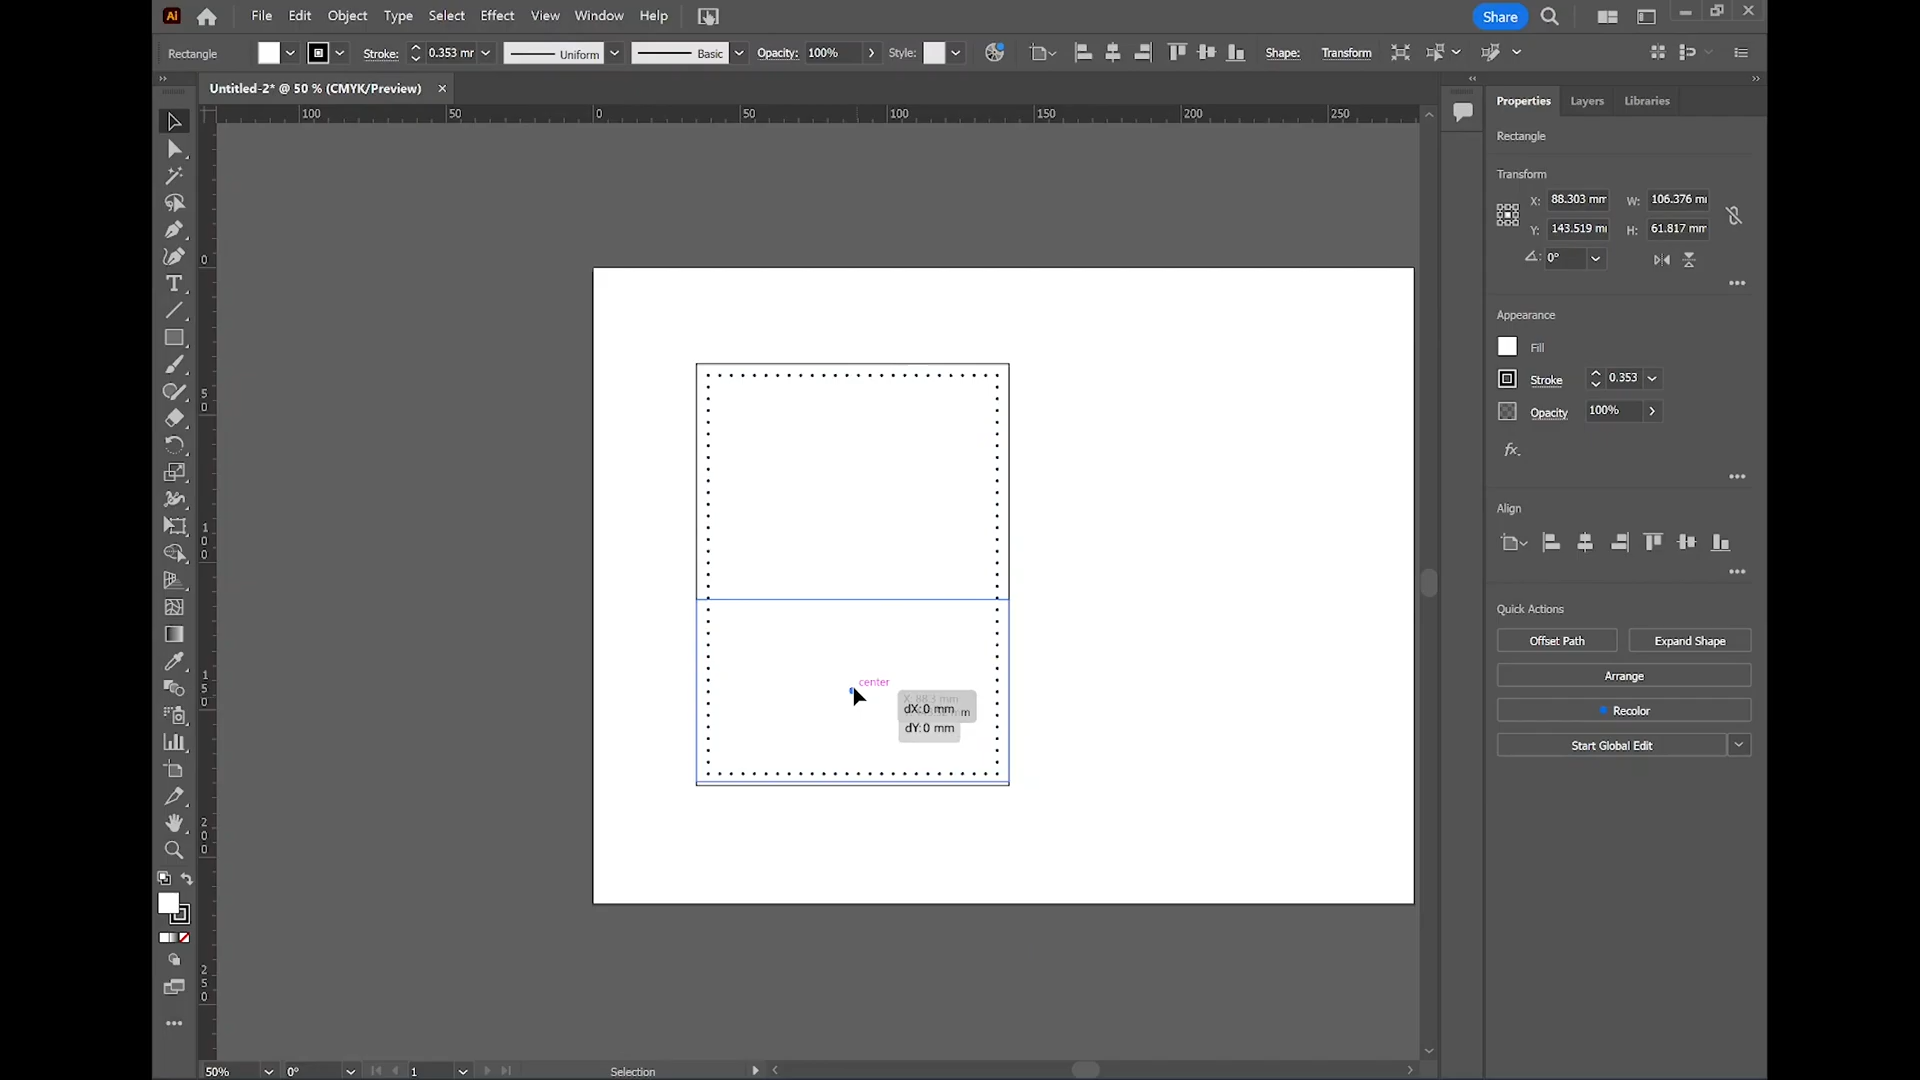 Ai File Edit Object Type Select Effect View Window Help Share
Rectangle Stroke: 0.353 mr Uniform Basic Opacity: 100% Style: Shape: Transform
Untitled-2* @ 50 % (CMYK/Preview)
100 50 0 50 100 150 200 250
0
5
0
1
0
0
1
5
0
2
0
0
2
5
0
center
dX: 0 mm
dY: 0 mm
50% 0° 1 Selection
Properties Layers Libraries
Rectangle
Transform
X: 88.303 mm W: 106.376 mi
Y: 143.519 mi H: 61.817 mm
0°
Appearance
Fill
Stroke 0.353
Opacity 100%
fx.
Align
Quick Actions
Offset Path Expand Shape
Arrange
Recolor
Start Global Edit